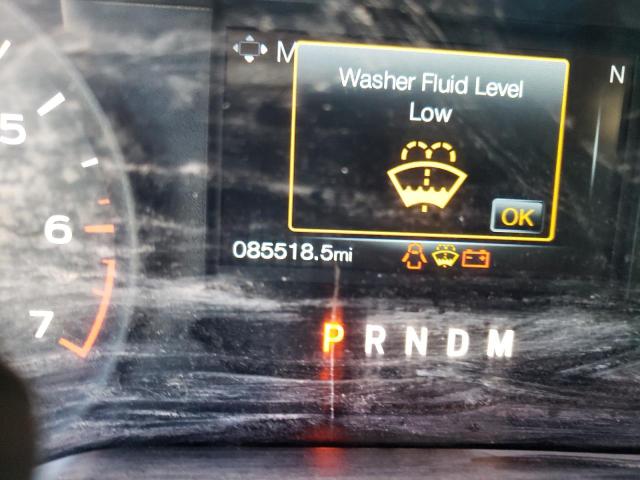 M
N
Washer Fluid Level
Low
OK
5
6
7
085518.5mi
P R N D M